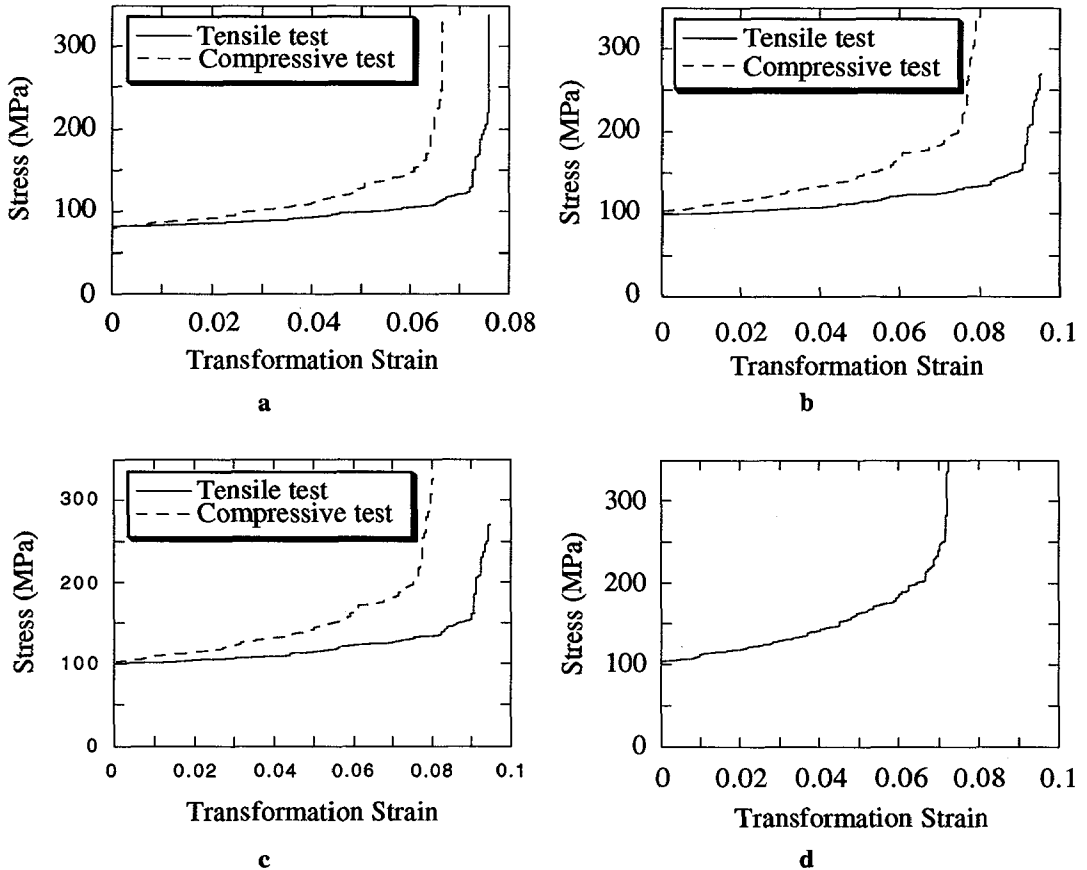 Tensile test
Compressive test
300
200
100
0
Stress (MPa)
0 0.02 0.04 0.06 0.08
Transformation Strain
a
Tensile test
Compressive test
300
200
100
0
Stress (MPa)
0 0.02 0.04 0.06 0.08 0.1
Transformation Strain
b
Tensile test
Compressive test
300
200
100
0
Stress (MPa)
0 0.02 0.04 0.06 0.08 0.1
Transformation Strain
c
300
200
100
0
Stress (MPa)
0 0.02 0.04 0.06 0.08 0.1
Transformation Strain
d